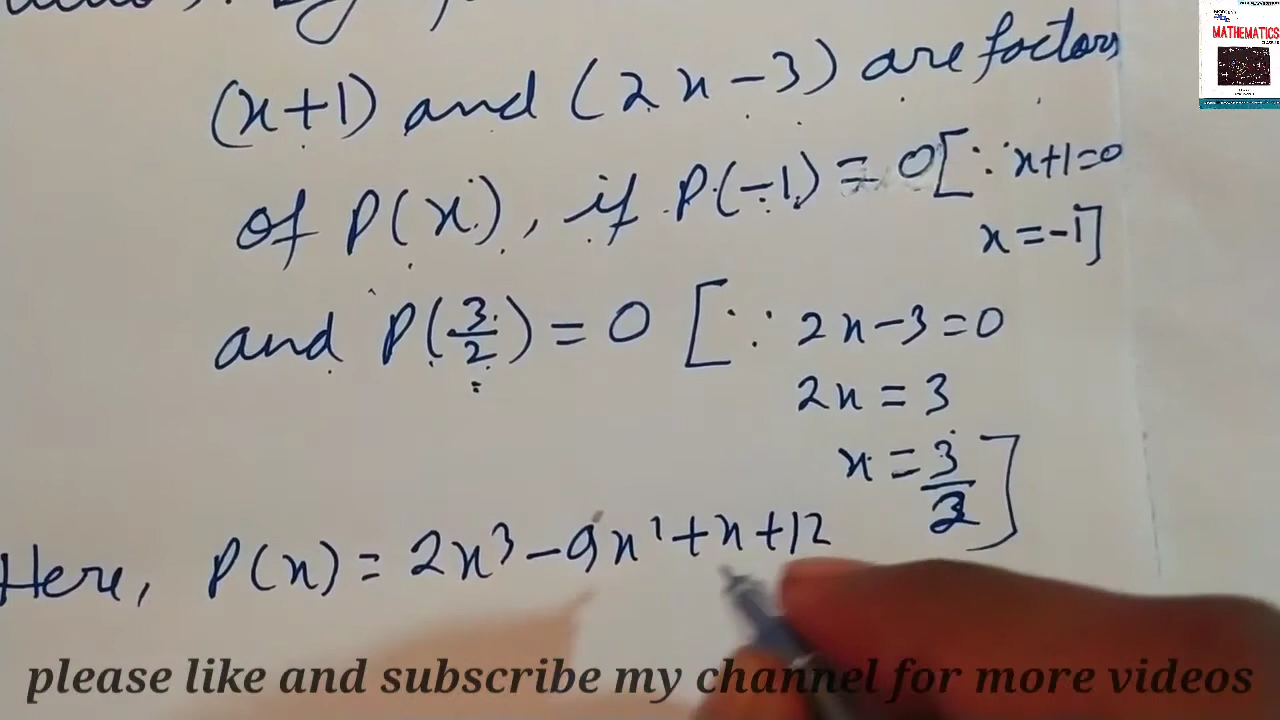 (x+1) and (2x-3) are factors
of P(x), if P(-1) = 0 [∵ x+1=0
x = -1]
and P(3/2) = 0 [∵ 2x-3=0
2x = 3
x = 3/2]
Here, P(x) = 2x³ - 9x² + x + 12
please like and subscribe my channel for more videos
MATHEMATICS